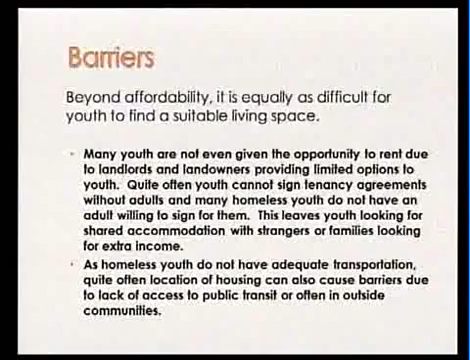 Barriers
Beyond affordability, it is equally as difficult for
youth to find a suitable living space.
• Many youth are not even given the opportunity to rent due
to landlords and landowners providing limited options to
youth. Quite often youth cannot sign tenancy agreements
without adults and many homeless youth do not have an
adult willing to sign for them. This leaves youth looking for
shared accommodation with strangers or families looking
for extra income.
• As homeless youth do not have adequate transportation,
quite often location of housing can also cause barriers due
to lack of access to public transit or often in outside
communities.